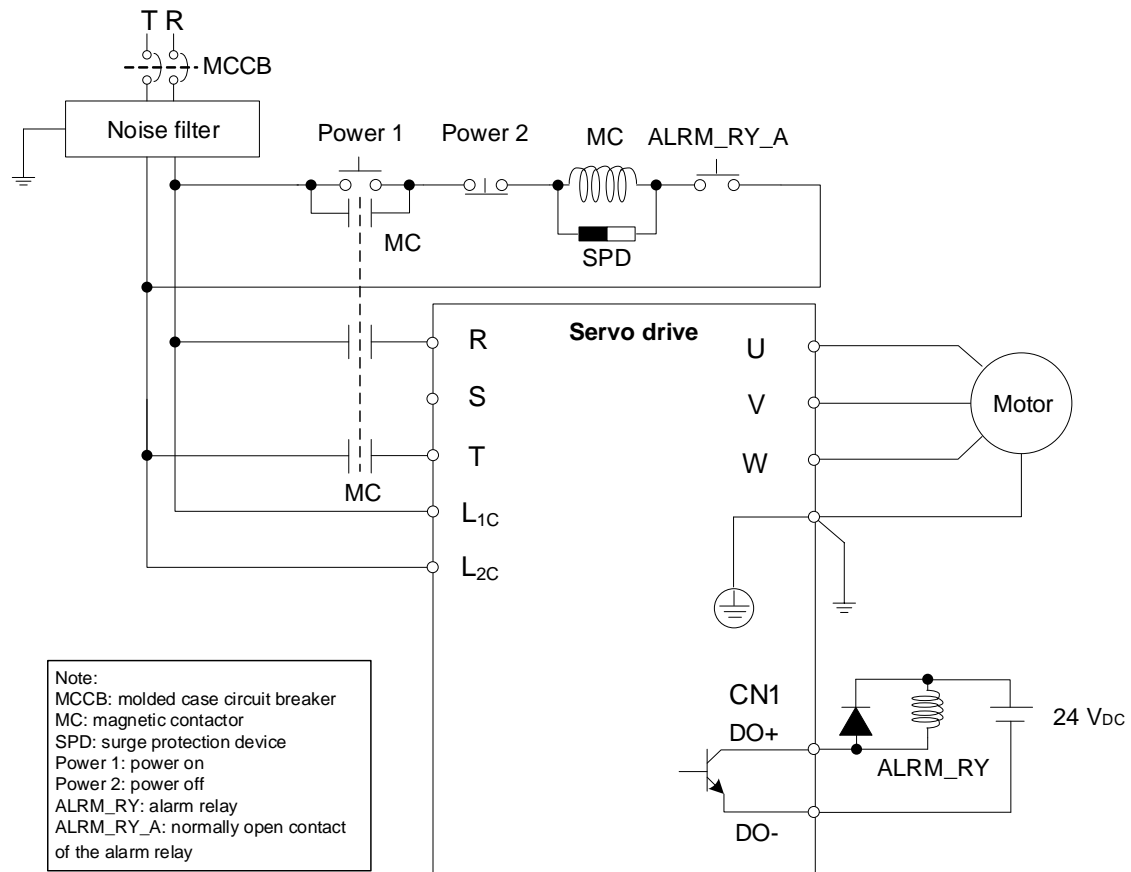 T R
MCCB
Noise filter
Power 1
Power 2
MC
ALRM_RY_A
MC
SPD
Servo drive
R
S
T
MC
L1C
L2C
U
V
W
Motor
CN1
DO+
DO-
ALRM_RY
24 VDC
Note:
MCCB: molded case circuit breaker
MC: magnetic contactor
SPD: surge protection device
Power 1: power on
Power 2: power off
ALRM_RY: alarm relay
ALRM_RY_A: normally open contact
of the alarm relay